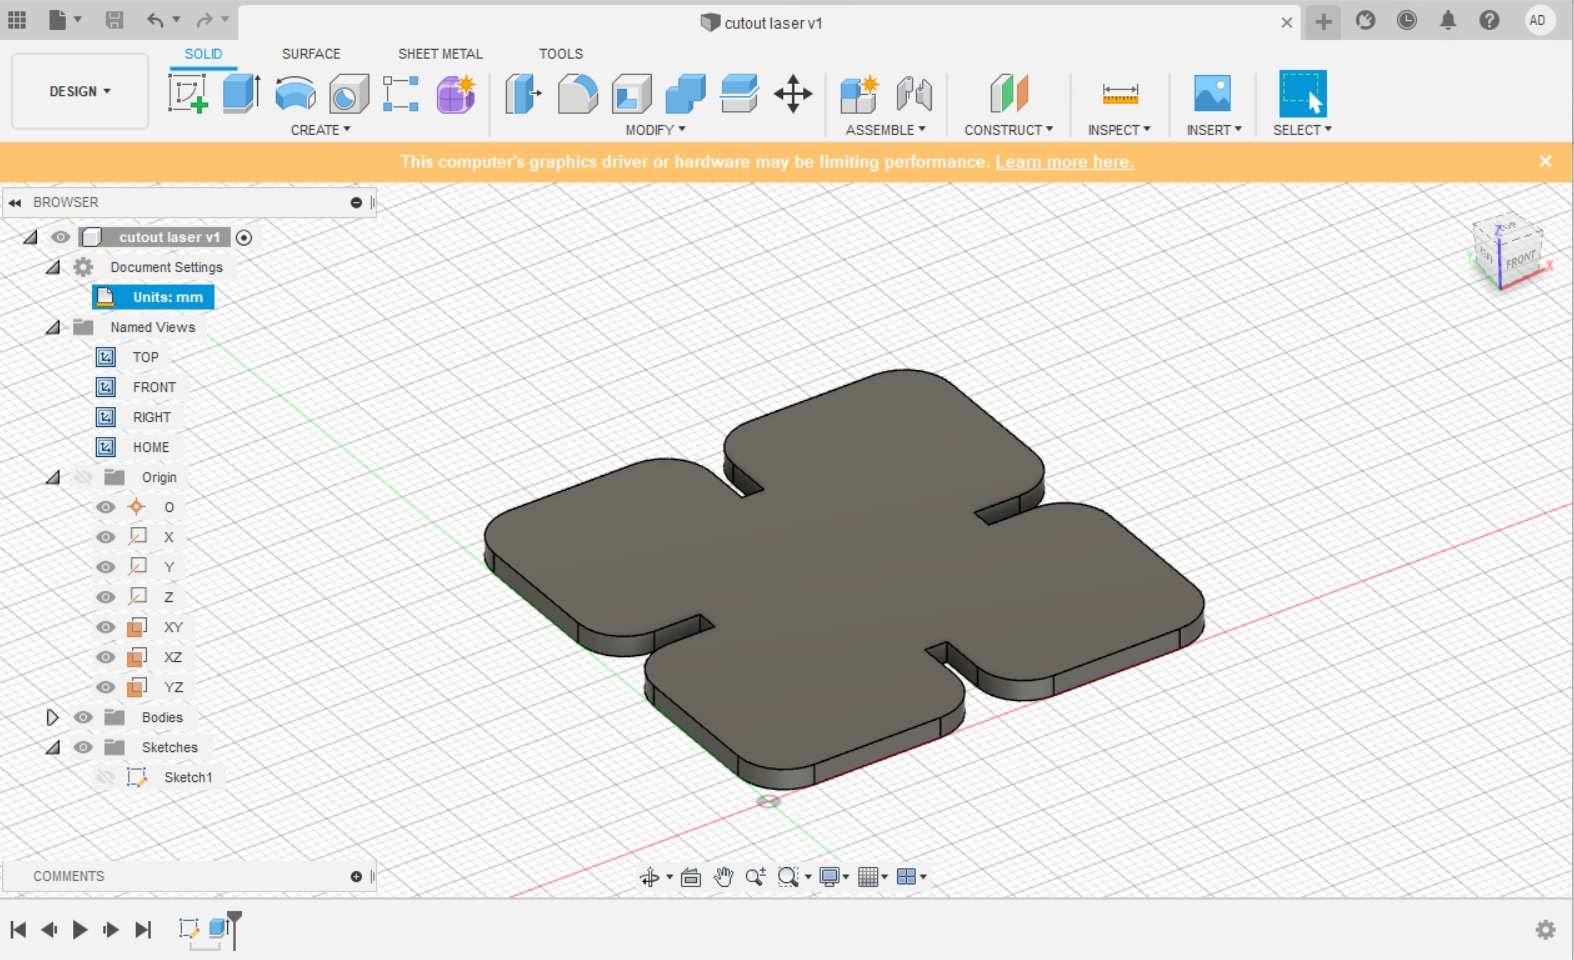 cutout laser v1
AD
DESIGN
SOLID
SURFACE
SHEET METAL
TOOLS
CREATE
MODIFY
ASSEMBLE
CONSTRUCT
INSPECT
INSERT
SELECT
This computer's graphics driver or hardware may be limiting performance. Learn more here.
BROWSER
cutout laser v1
Document Settings
Units: mm
Named Views
TOP
FRONT
RIGHT
HOME
Origin
O
X
Y
Z
XY
XZ
YZ
Bodies
Sketches
Sketch1
Z
TOP
FRONT
X
Y
COMMENTS